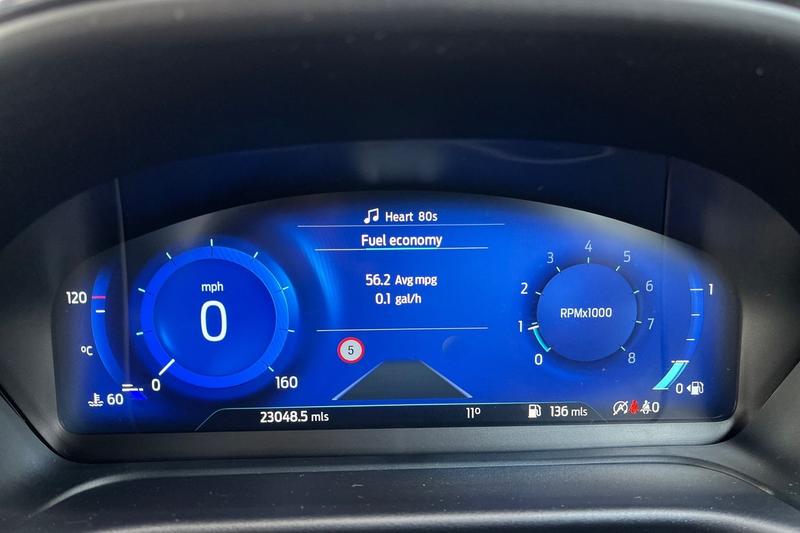 Heart 80s
Fuel economy
56.2 Avg mpg
0.1 gal/h
120
°C
60
mph
0
0
160
5
0
1
2
3
4
5
6
7
8
RPMx1000
1
0
23048.5 mls
11°
136 mls
0